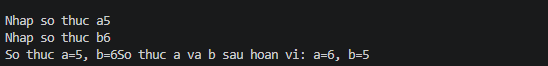 Nhap so thuc a5
Nhap so thuc b6
So thuc a=5, b=6So thuc a va b sau hoan vi: a=6, b=5